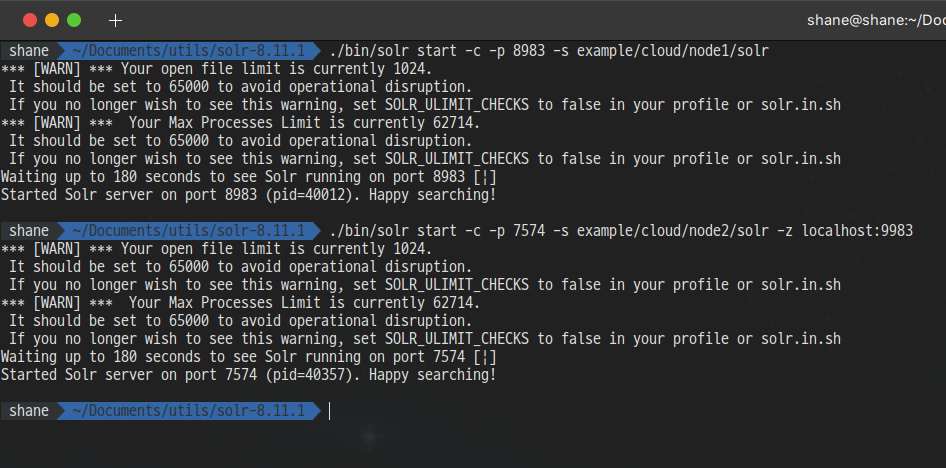 shane@shane:~/Doc
shane ~/Documents/utils/solr-8.11.1 ./bin/solr start -c -p 8983 -s example/cloud/node1/solr
*** [WARN] *** Your open file limit is currently 1024.
It should be set to 65000 to avoid operational disruption.
If you no longer wish to see this warning, set SOLR_ULIMIT_CHECKS to false in your profile or solr.in.sh
*** [WARN] ***  Your Max Processes Limit is currently 62714.
It should be set to 65000 to avoid operational disruption.
If you no longer wish to see this warning, set SOLR_ULIMIT_CHECKS to false in your profile or solr.in.sh
Waiting up to 180 seconds to see Solr running on port 8983 [¦]
Started Solr server on port 8983 (pid=40012). Happy searching!
shane ~/Documents/utils/solr-8.11.1 ./bin/solr start -c -p 7574 -s example/cloud/node2/solr -z localhost:9983
*** [WARN] *** Your open file limit is currently 1024.
It should be set to 65000 to avoid operational disruption.
If you no longer wish to see this warning, set SOLR_ULIMIT_CHECKS to false in your profile or solr.in.sh
*** [WARN] ***  Your Max Processes Limit is currently 62714.
It should be set to 65000 to avoid operational disruption.
If you no longer wish to see this warning, set SOLR_ULIMIT_CHECKS to false in your profile or solr.in.sh
Waiting up to 180 seconds to see Solr running on port 7574 [¦]
Started Solr server on port 7574 (pid=40357). Happy searching!
shane ~/Documents/utils/solr-8.11.1